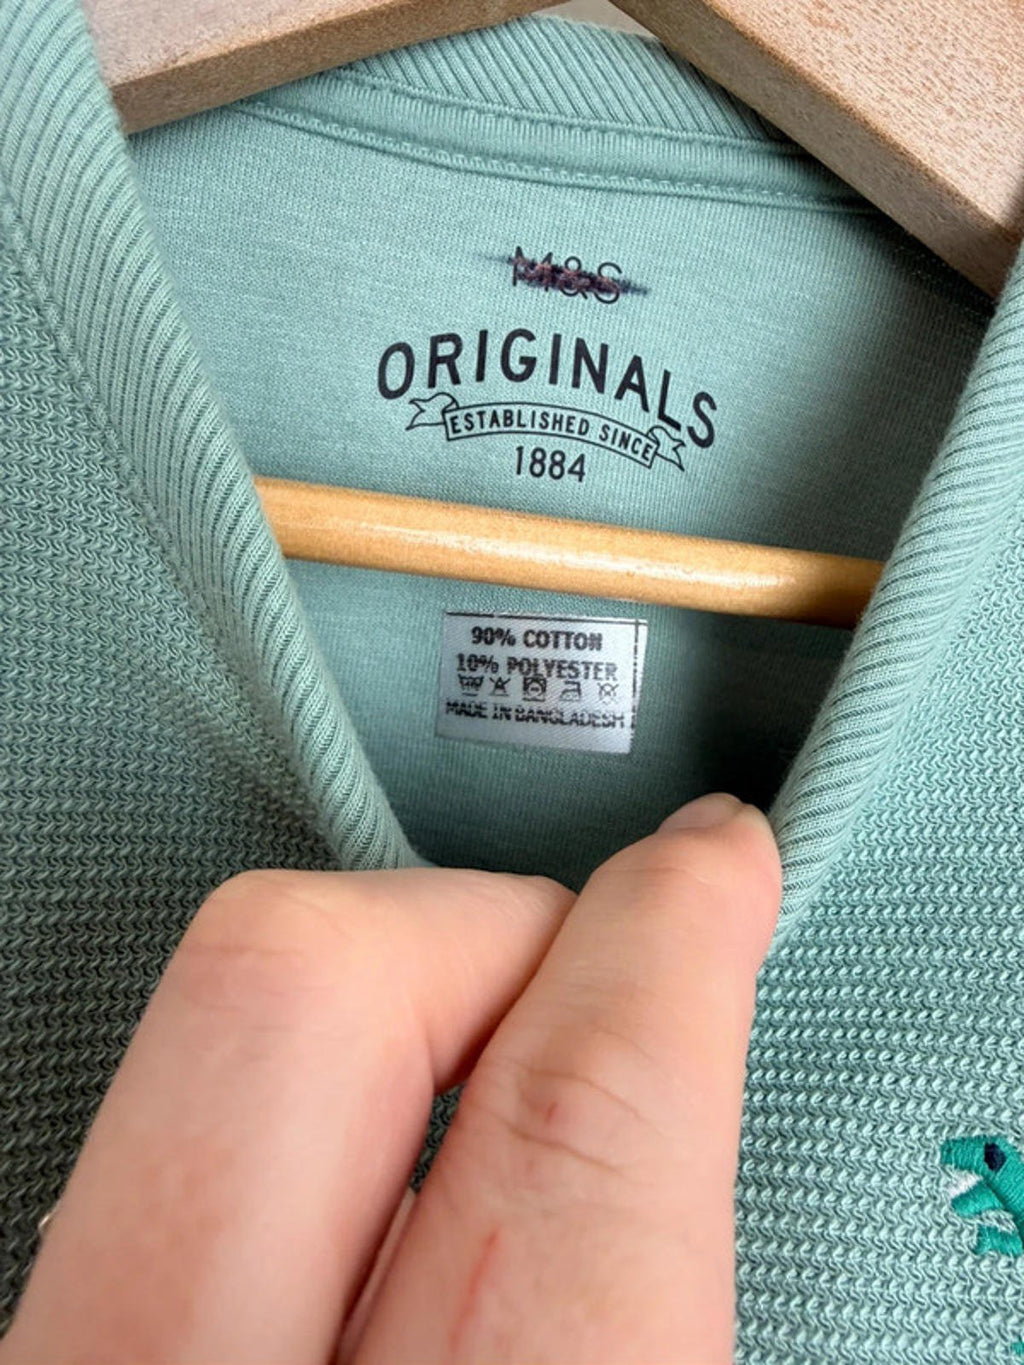 M&S
ORIGINALS
ESTABLISHED SINCE
1884
90% COTTON
10% POLYESTER
MADE IN BANGLADESH